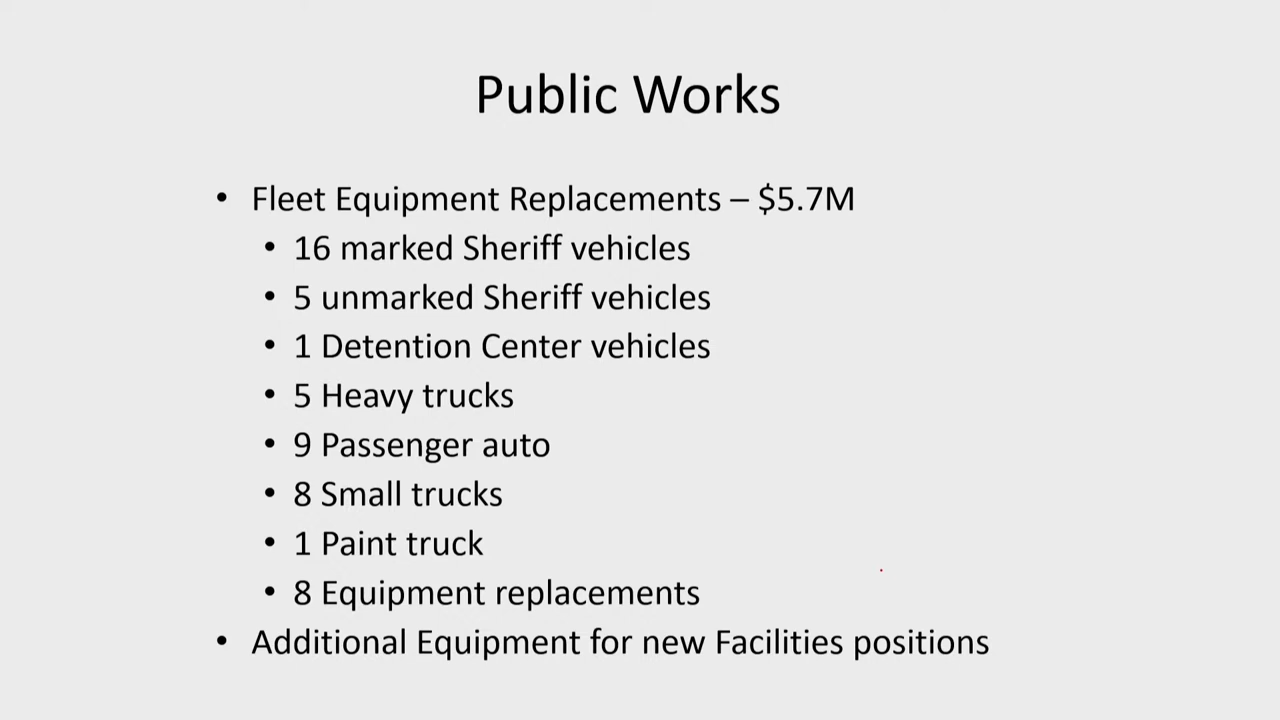 Public Works
• Fleet Equipment Replacements – $5.7M
• 16 marked Sheriff vehicles
• 5 unmarked Sheriff vehicles
• 1 Detention Center vehicles
• 5 Heavy trucks
• 9 Passenger auto
• 8 Small trucks
• 1 Paint truck
• 8 Equipment replacements
• Additional Equipment for new Facilities positions